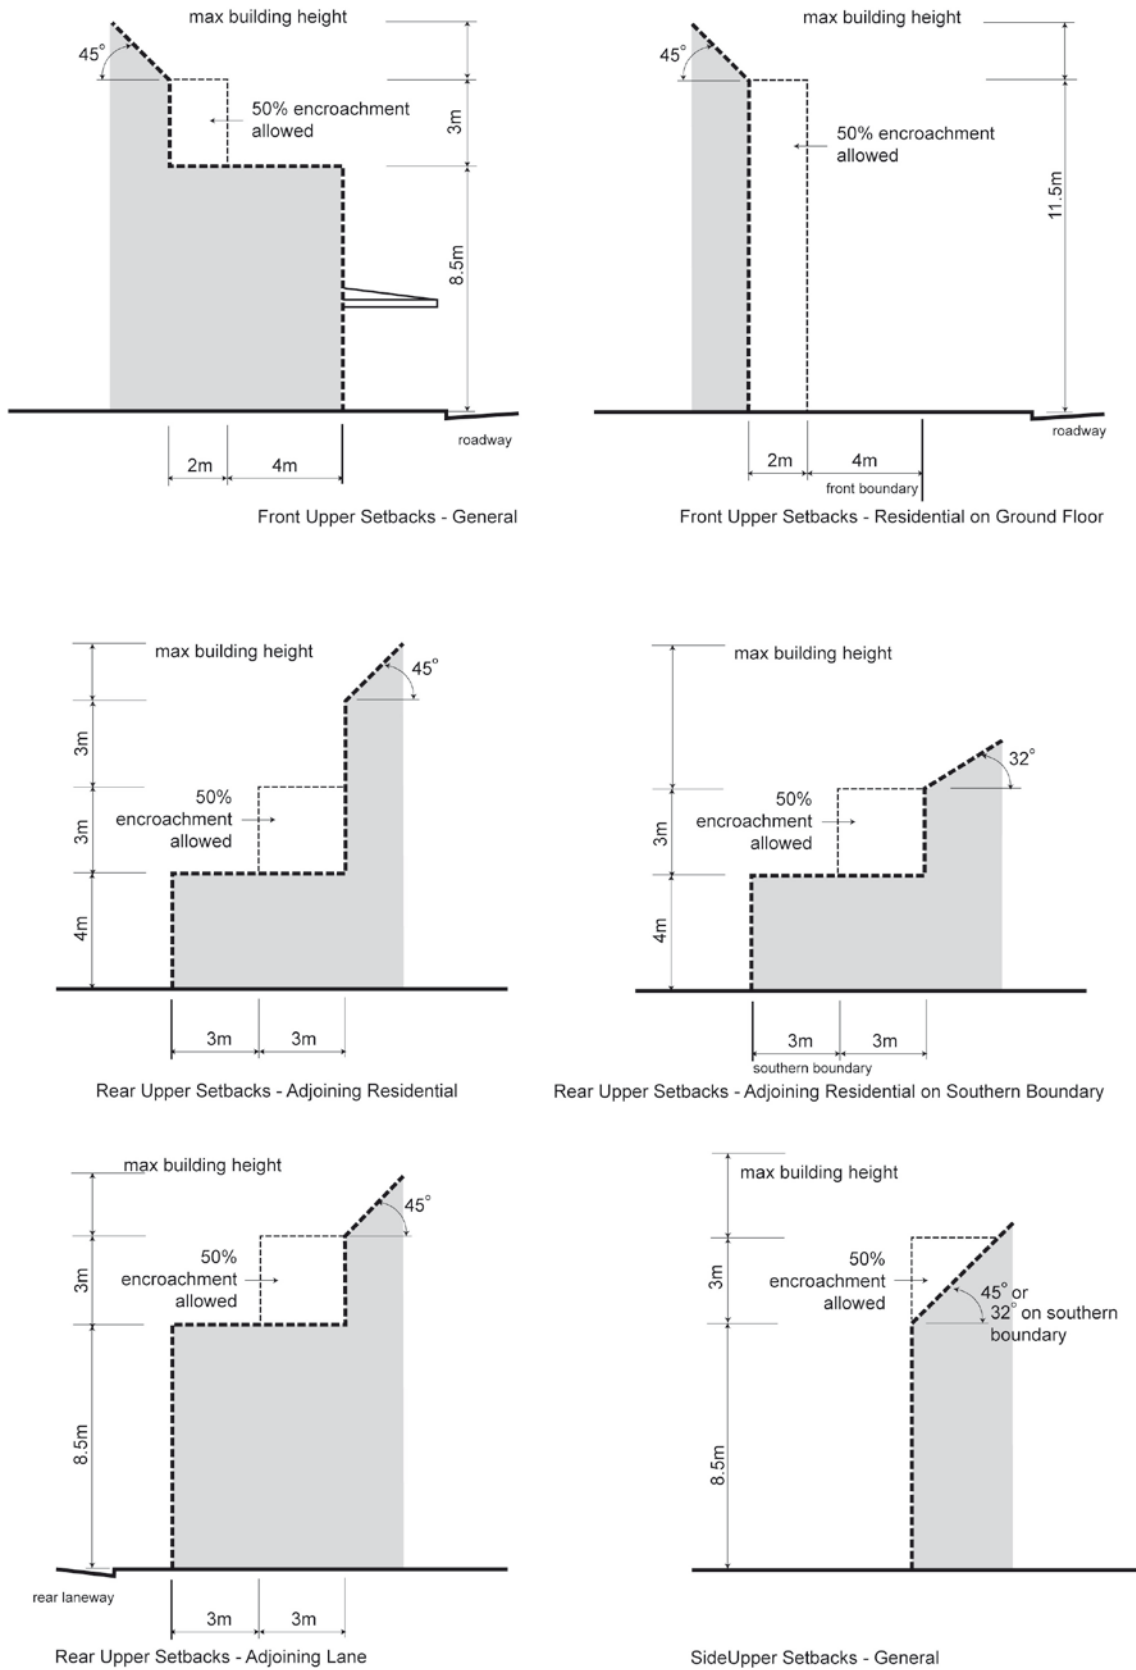 max building height
45°
50% encroachment
allowed
3m
8.5m
roadway
2m
4m
Front Upper Setbacks - General
max building height
45°
50% encroachment
allowed
11.5m
roadway
2m
4m
front boundary
Front Upper Setbacks - Residential on Ground Floor
max building height
45°
3m
50%
encroachment
allowed
3m
4m
3m
3m
Rear Upper Setbacks - Adjoining Residential
max building height
32°
50%
encroachment
allowed
3m
4m
3m
3m
southern boundary
Rear Upper Setbacks - Adjoining Residential on Southern Boundary
max building height
45°
50%
encroachment
allowed
3m
8.5m
rear laneway
3m
3m
Rear Upper Setbacks - Adjoining Lane
max building height
50%
encroachment
allowed
3m
45° or
32° on southern
boundary
8.5m
SideUpper Setbacks - General